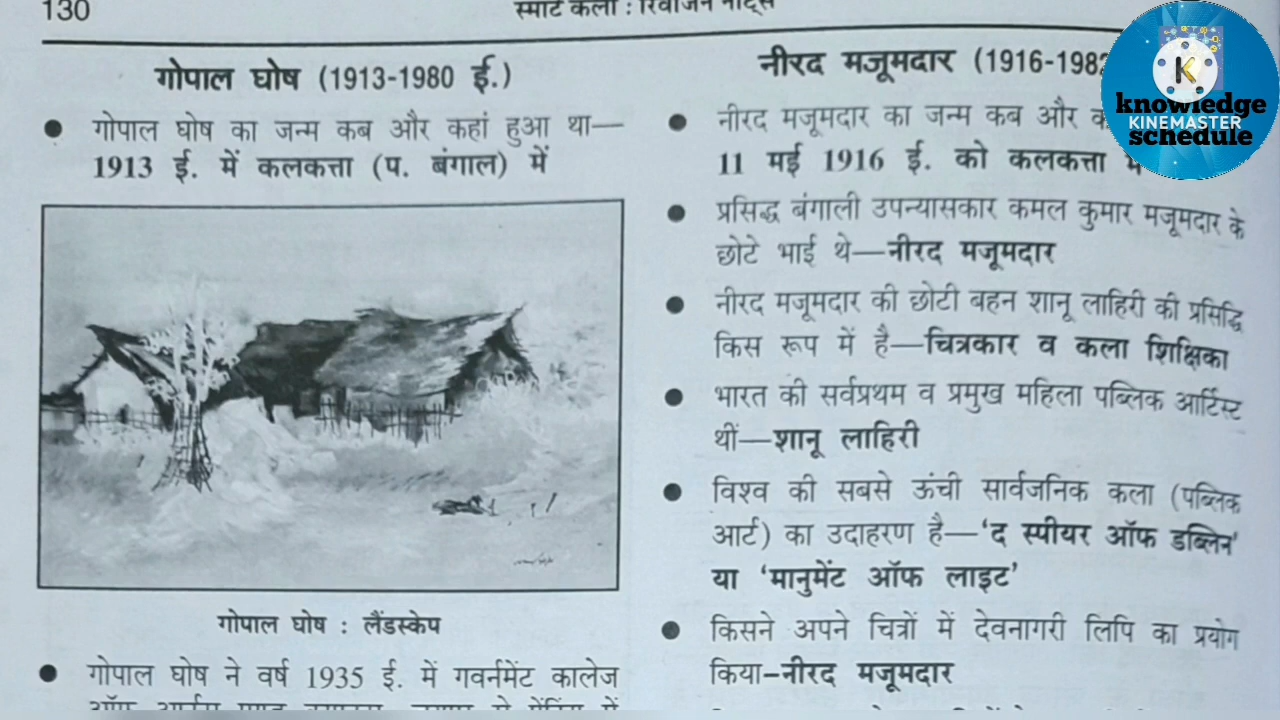 130
स्मार्ट कला : रिवीजन नोट्स
गोपाल घोष (1913-1980 ई.)
● गोपाल घोष का जन्म कब और कहां हुआ था—
1913 ई. में कलकत्ता (प. बंगाल) में
गोपाल घोष : लैंडस्केप
● गोपाल घोष ने वर्ष 1935 ई. में गवर्नमेंट कालेज
नीरद मजूमदार (1916-1982
● नीरद मजूमदार का जन्म कब और
11 मई 1916 ई. को कलकत्ता में
● प्रसिद्ध बंगाली उपन्यासकार कमल कुमार मजूमदार के
छोटे भाई थे—नीरद मजूमदार
● नीरद मजूमदार की छोटी बहन शानू लाहिरी की प्रसिद्धि
किस रूप में है—चित्रकार व कला शिक्षिका
● भारत की सर्वप्रथम व प्रमुख महिला पब्लिक आर्टिस्ट
थीं—शानू लाहिरी
● विश्व की सबसे ऊंची सार्वजनिक कला (पब्लिक
आर्ट) का उदाहरण है—‘द स्पीयर ऑफ डब्लिन’
या ‘मानुमेंट ऑफ लाइट’
● किसने अपने चित्रों में देवनागरी लिपि का प्रयोग
किया–नीरद मजूमदार
K
knowledge
KINEMASTER
schedule